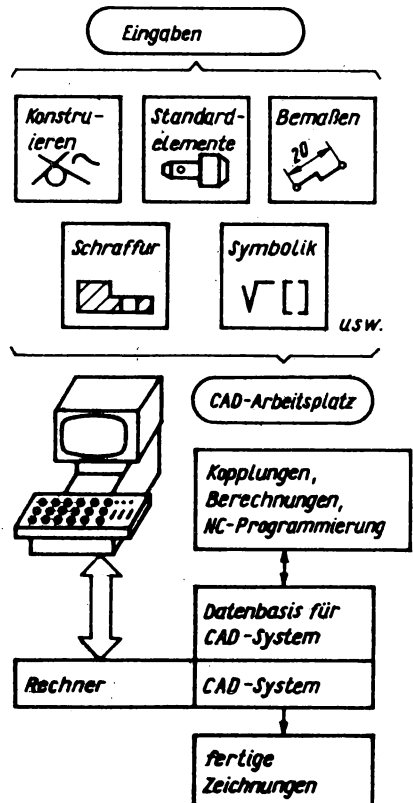 Eingaben
Konstru-
ieren
Standard-
elemente
Bemaßen
20
Schraffur
Symbolik
usw.
CAD-Arbeitsplatz
Kopplungen,
Berechnungen,
NC-Programmierung
Datenbasis für
CAD-System
Rechner
CAD-System
fertige
Zeichnungen